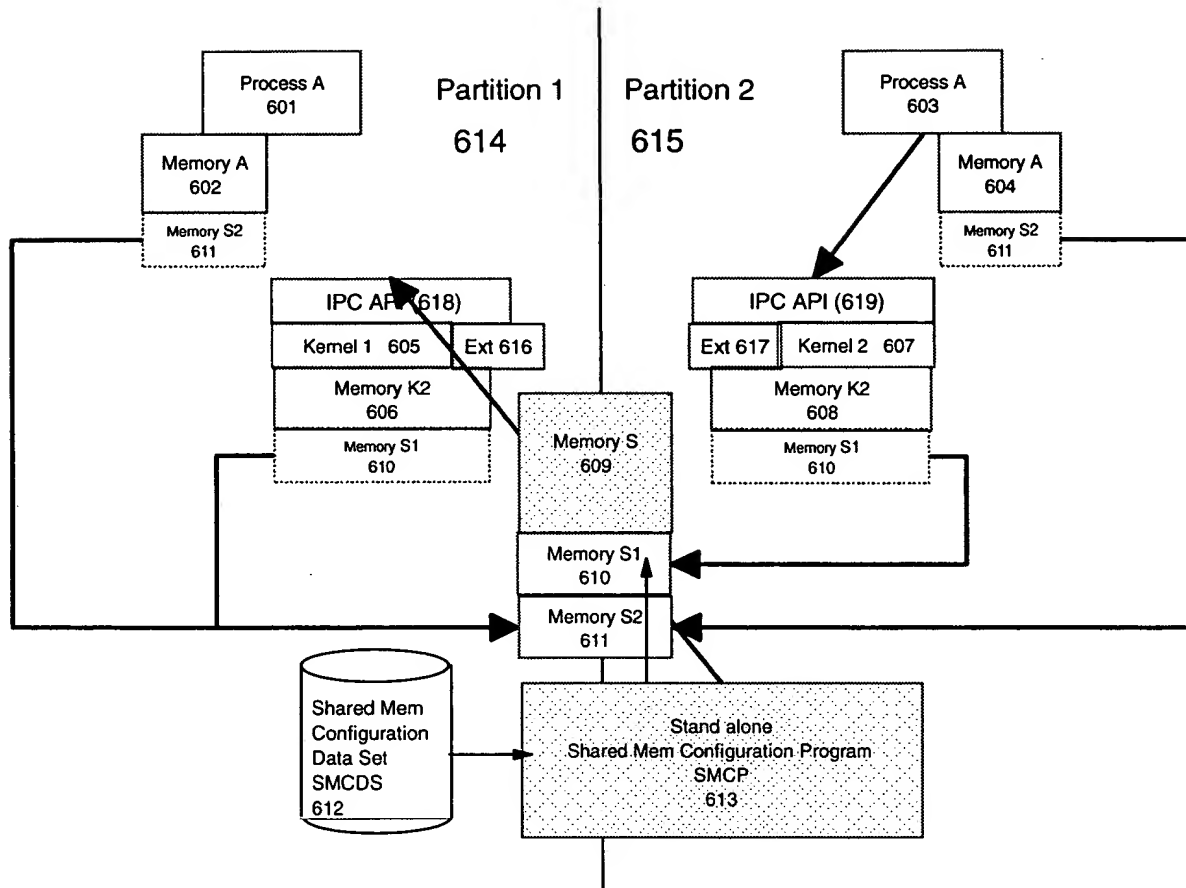 Process A
601
Partition 1
614
Partition 2
615
Process A
603
Memory A
602
Memory S2
611
Memory A
604
Memory S2
611
IPC API (618)
Kernel 1 605
Ext 616
Memory K2
606
Memory S1
610
IPC API (619)
Ext 617
Kernel 2 607
Memory K2
608
Memory S1
610
Memory S
609
Memory S1
610
Memory S2
611
Shared Mem
Configuration
Data Set
SMCDS
612
Stand alone
Shared Mem Configuration Program
SMCP
613